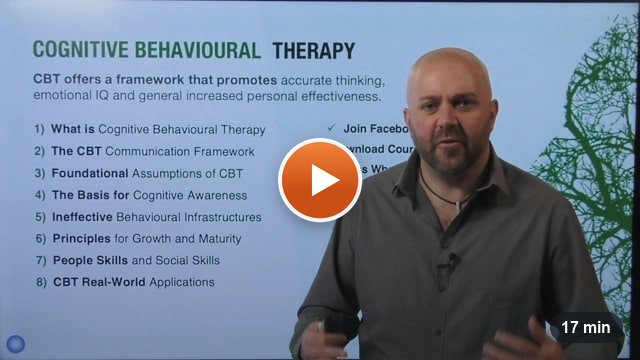 COGNITIVE BEHAVIOURAL THERAPY
CBT offers a framework that promotes accurate thinking,
emotional IQ and general increased personal effectiveness.
1) What is Cognitive Behavioural Therapy
2) The CBT Communication Framework
3) Foundational Assumptions of CBT
4) The Basis for Cognitive Awareness
5) Ineffective Behavioural Infrastructures
6) Principles for Growth and Maturity
7) People Skills and Social Skills
8) CBT Real-World Applications
✓ Join
17 min